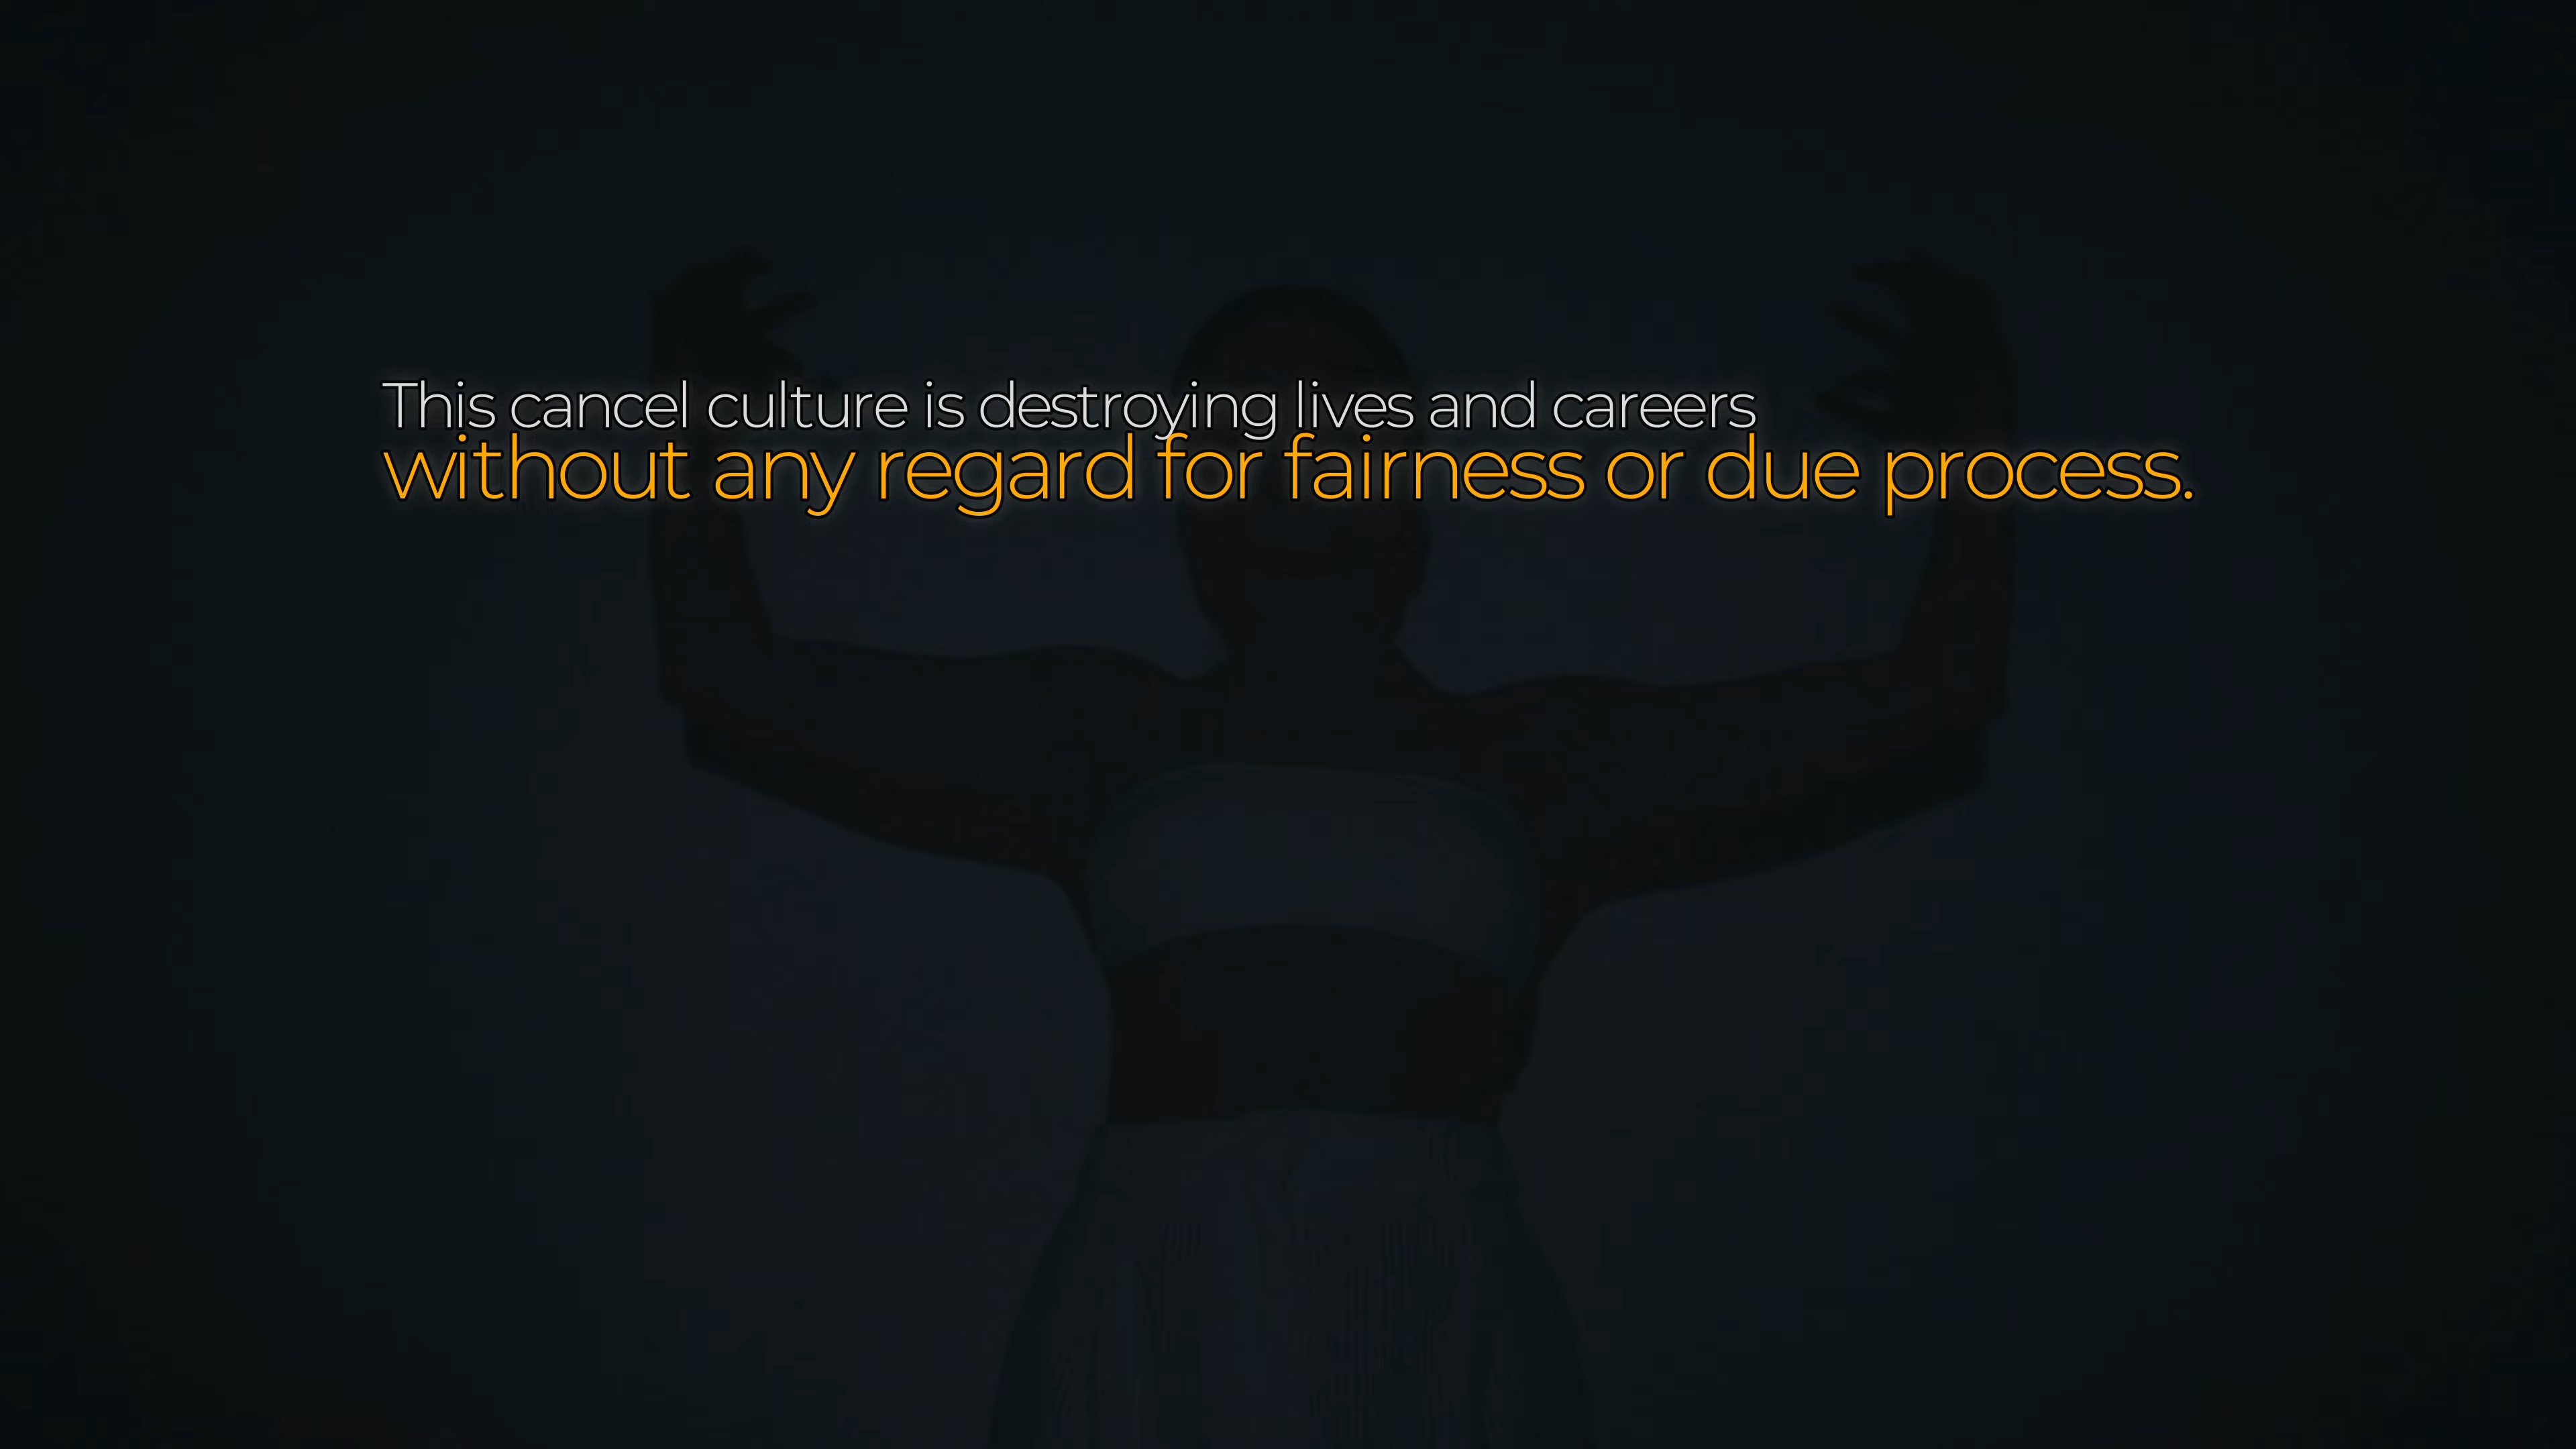 This cancel culture is destroying lives and careers
without any regard for fairness or due process.